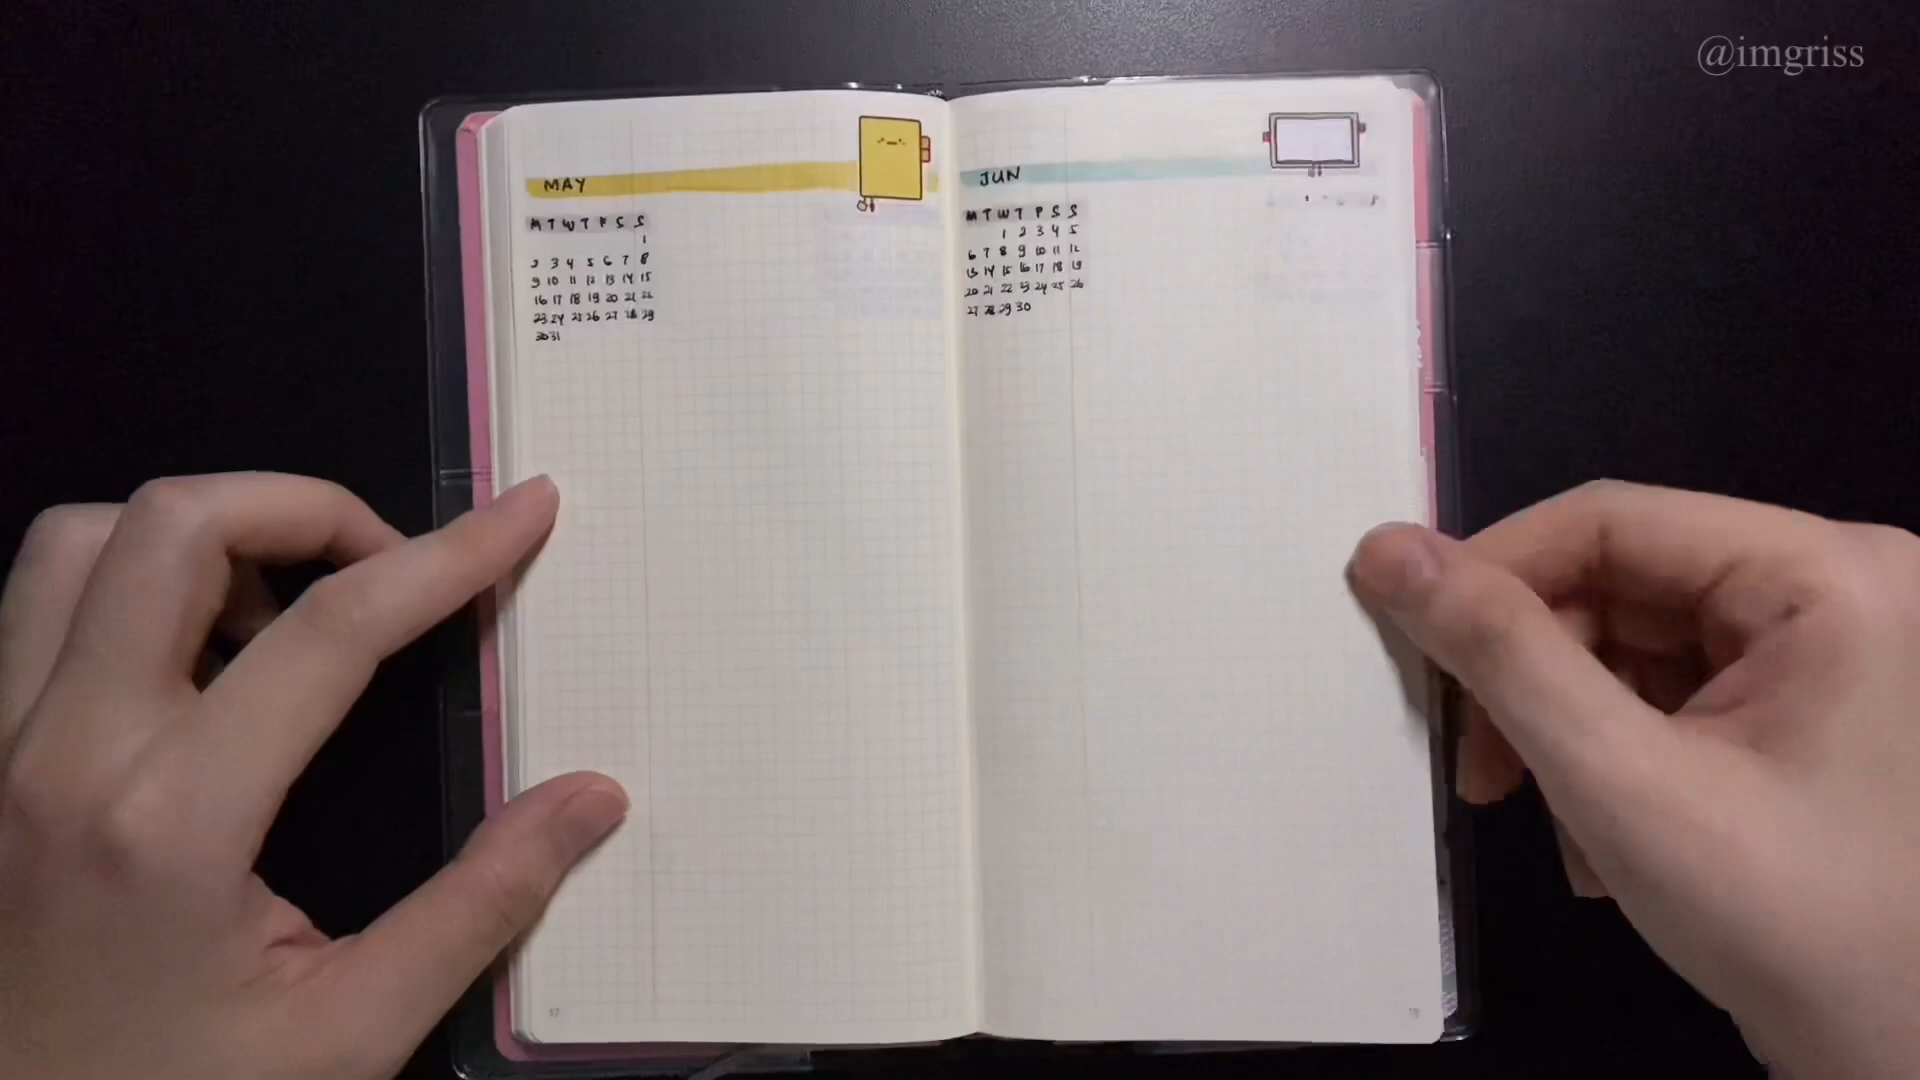 @imgriss
MAY
M T W T F S S
1
2 3 4 5 6 7 8
9 10 11 12 13 14 15
16 17 18 19 20 21 22
23 24 25 26 27 28 29
30 31
17
JUN
M T W T F S S
1 2 3 4 5
6 7 8 9 10 11 12
13 14 15 16 17 18 19
20 21 22 23 24 25 26
27 28 29 30
18